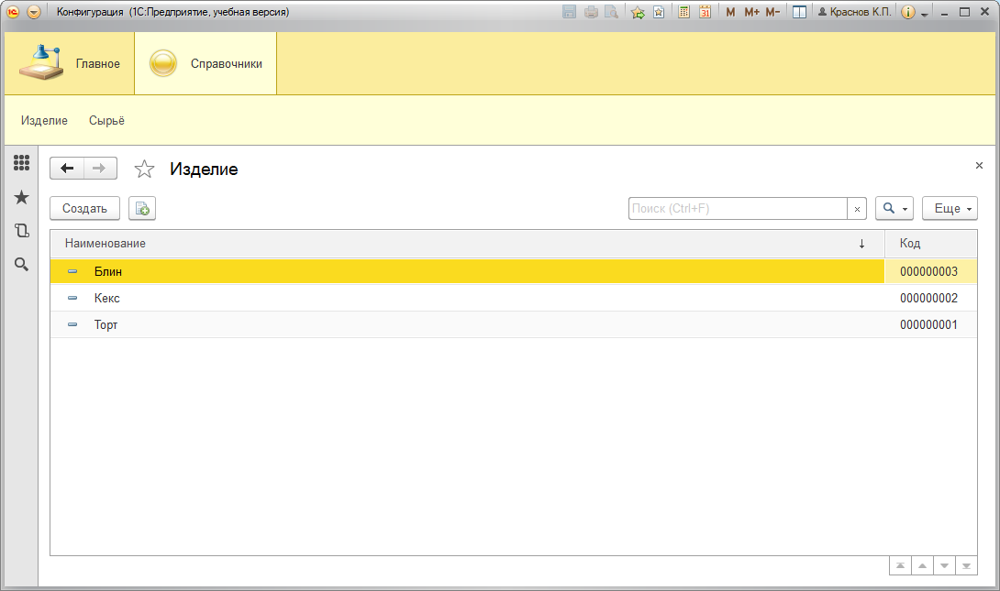 Конфигурация (1С:Предприятие, учебная версия)
31
M M+ M-
Краснов К.П.
Главное
Справочники
Изделие Сырьё
Изделие
Создать
Поиск (Ctrl+F)
Еще
Наименование ↓ Код
Блин 000000003
Кекс 000000002
Торт 000000001